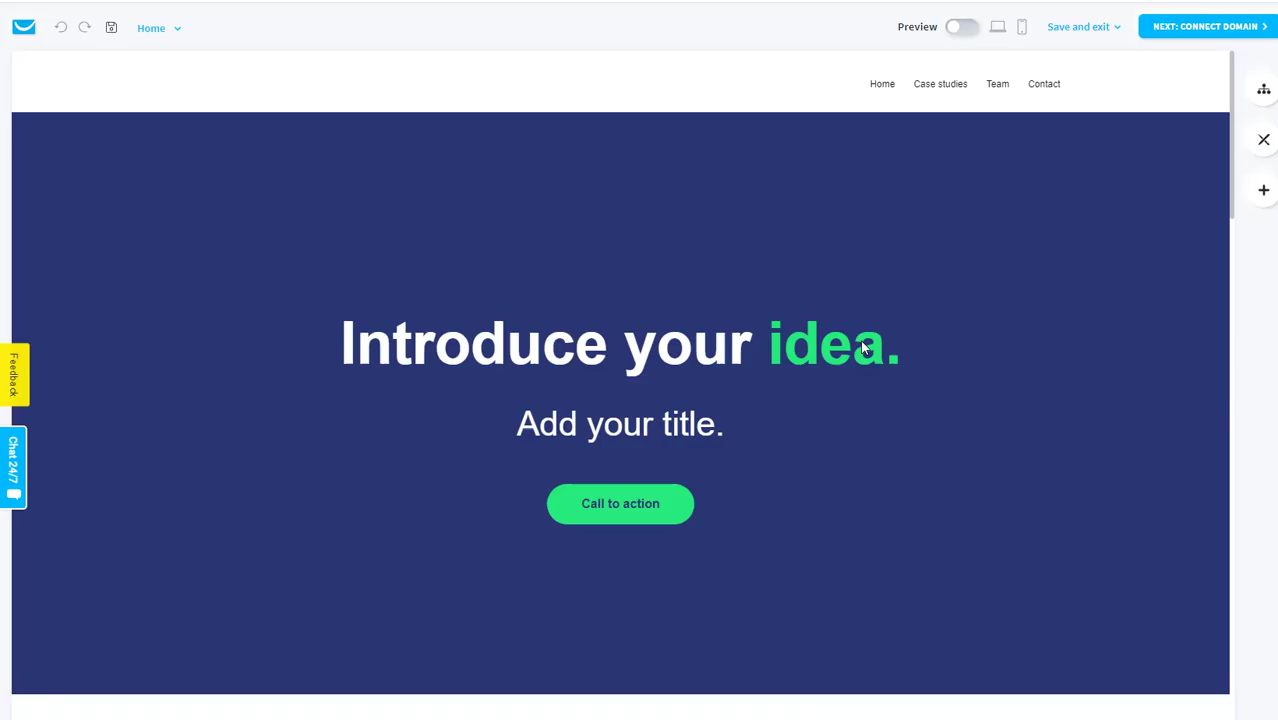 Home
Preview
Save and exit
NEXT: CONNECT DOMAIN
Home Case studies Team Contact
Introduce your idea.
Add your title.
Call to action
Feedback
Chat 24/7